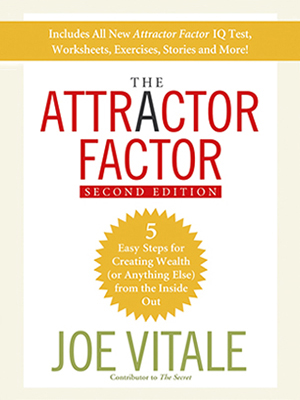 Includes All New Attractor Factor IQ Test,
Worksheets, Exercises, Stories and More!
THE
ATTRACTOR
FACTOR
SECOND EDITION
5
Easy Steps for
Creating Wealth
(or Anything Else)
from the Inside
Out
JOE VITALE
Contributor to The Secret